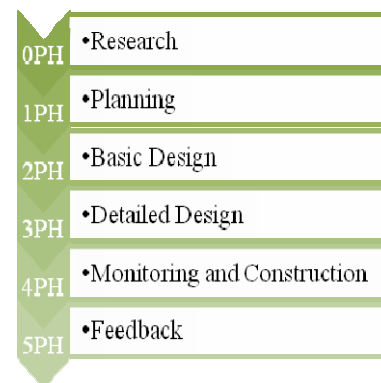 0PH •Research
1PH •Planning
2PH •Basic Design
3PH •Detailed Design
4PH •Monitoring and Construction
5PH •Feedback